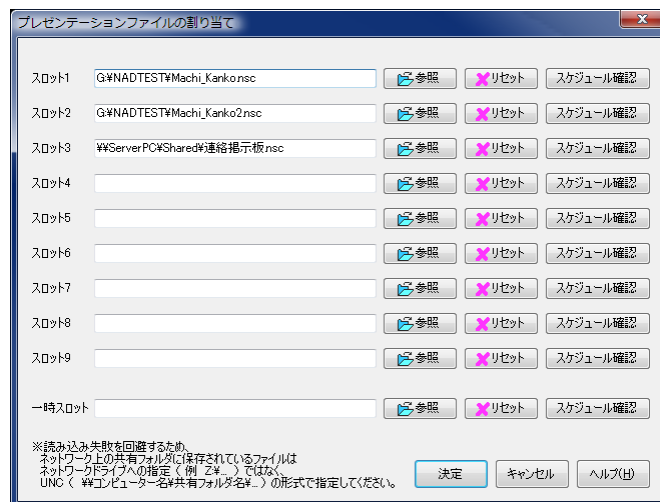 プレゼンテーションファイルの割り当て
スロット1 G:¥NADTEST¥Machi_Kanko.nsc 参照 リセット スケジュール確認
スロット2 G:¥NADTEST¥Machi_Kanko2.nsc 参照 リセット スケジュール確認
スロット3 ¥¥ServerPC¥Shared¥連絡掲示板.nsc 参照 リセット スケジュール確認
スロット4 参照 リセット スケジュール確認
スロット5 参照 リセット スケジュール確認
スロット6 参照 リセット スケジュール確認
スロット7 参照 リセット スケジュール確認
スロット8 参照 リセット スケジュール確認
スロット9 参照 リセット スケジュール確認
一時スロット 参照 リセット スケジュール確認
※読み込み失敗を回避するため、
ネットワーク上の共有フォルダに保存されているファイルは
ネットワークドライブへの指定 ( 例 Z:¥... ) ではなく、
UNC ( ¥¥コンピューター名¥共有フォルダ名¥... ) の形式で指定してください。
決定 キャンセル ヘルプ(H)